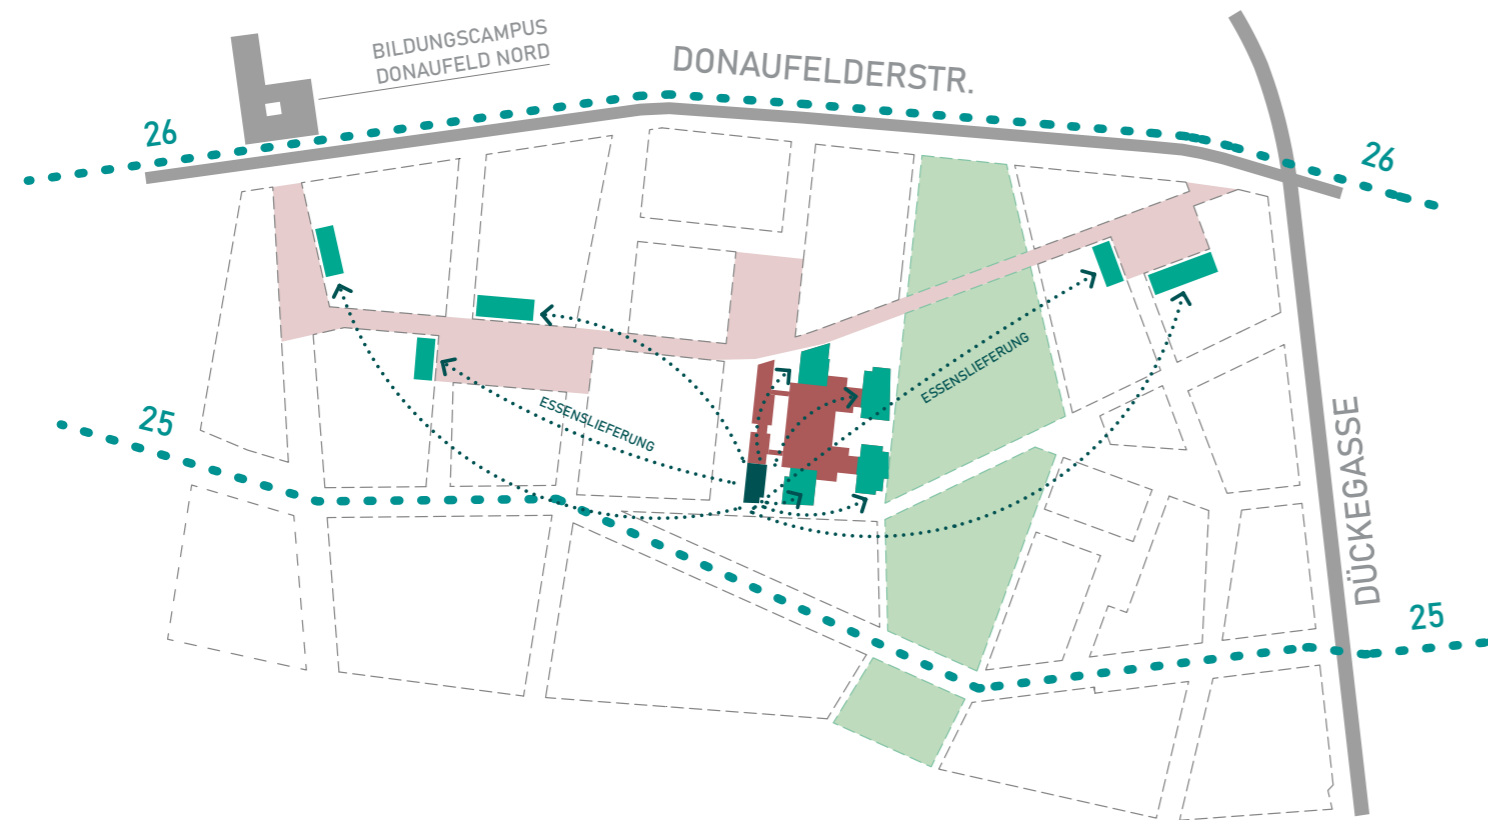 BILDUNGSCAMPUS
DONAUFELD NORD
DONAUFELDERSTR.
26
26
ESSENSLIEFERUNG
ESSENSLIEFERUNG
25
DÜCKEGASSE
25